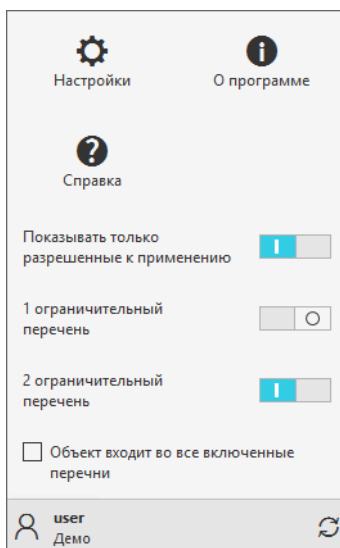 Настройки
О программе
Справка
Показывать только
разрешенные к применению
1 ограничительный
перечень
2 ограничительный
перечень
Объект входит во все включенные
перечни
user
Демо